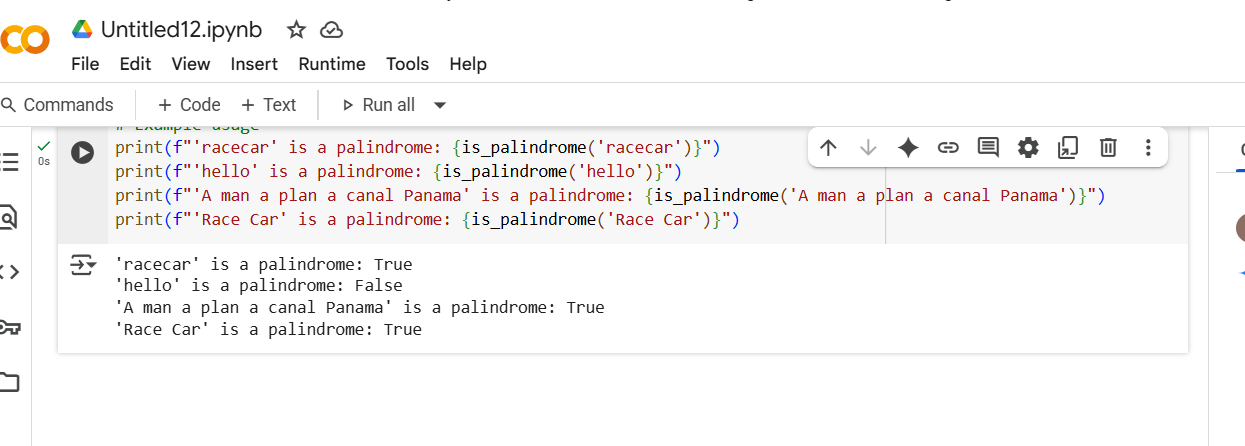 Untitled12.ipynb
File Edit View Insert Runtime Tools Help
Commands + Code + Text Run all
# Example usage
0s
print(f"'racecar' is a palindrome: {is_palindrome('racecar')}")
print(f"'hello' is a palindrome: {is_palindrome('hello')}")
print(f"'A man a plan a canal Panama' is a palindrome: {is_palindrome('A man a plan a canal Panama')}")
print(f"'Race Car' is a palindrome: {is_palindrome('Race Car')}")
'racecar' is a palindrome: True
'hello' is a palindrome: False
'A man a plan a canal Panama' is a palindrome: True
'Race Car' is a palindrome: True